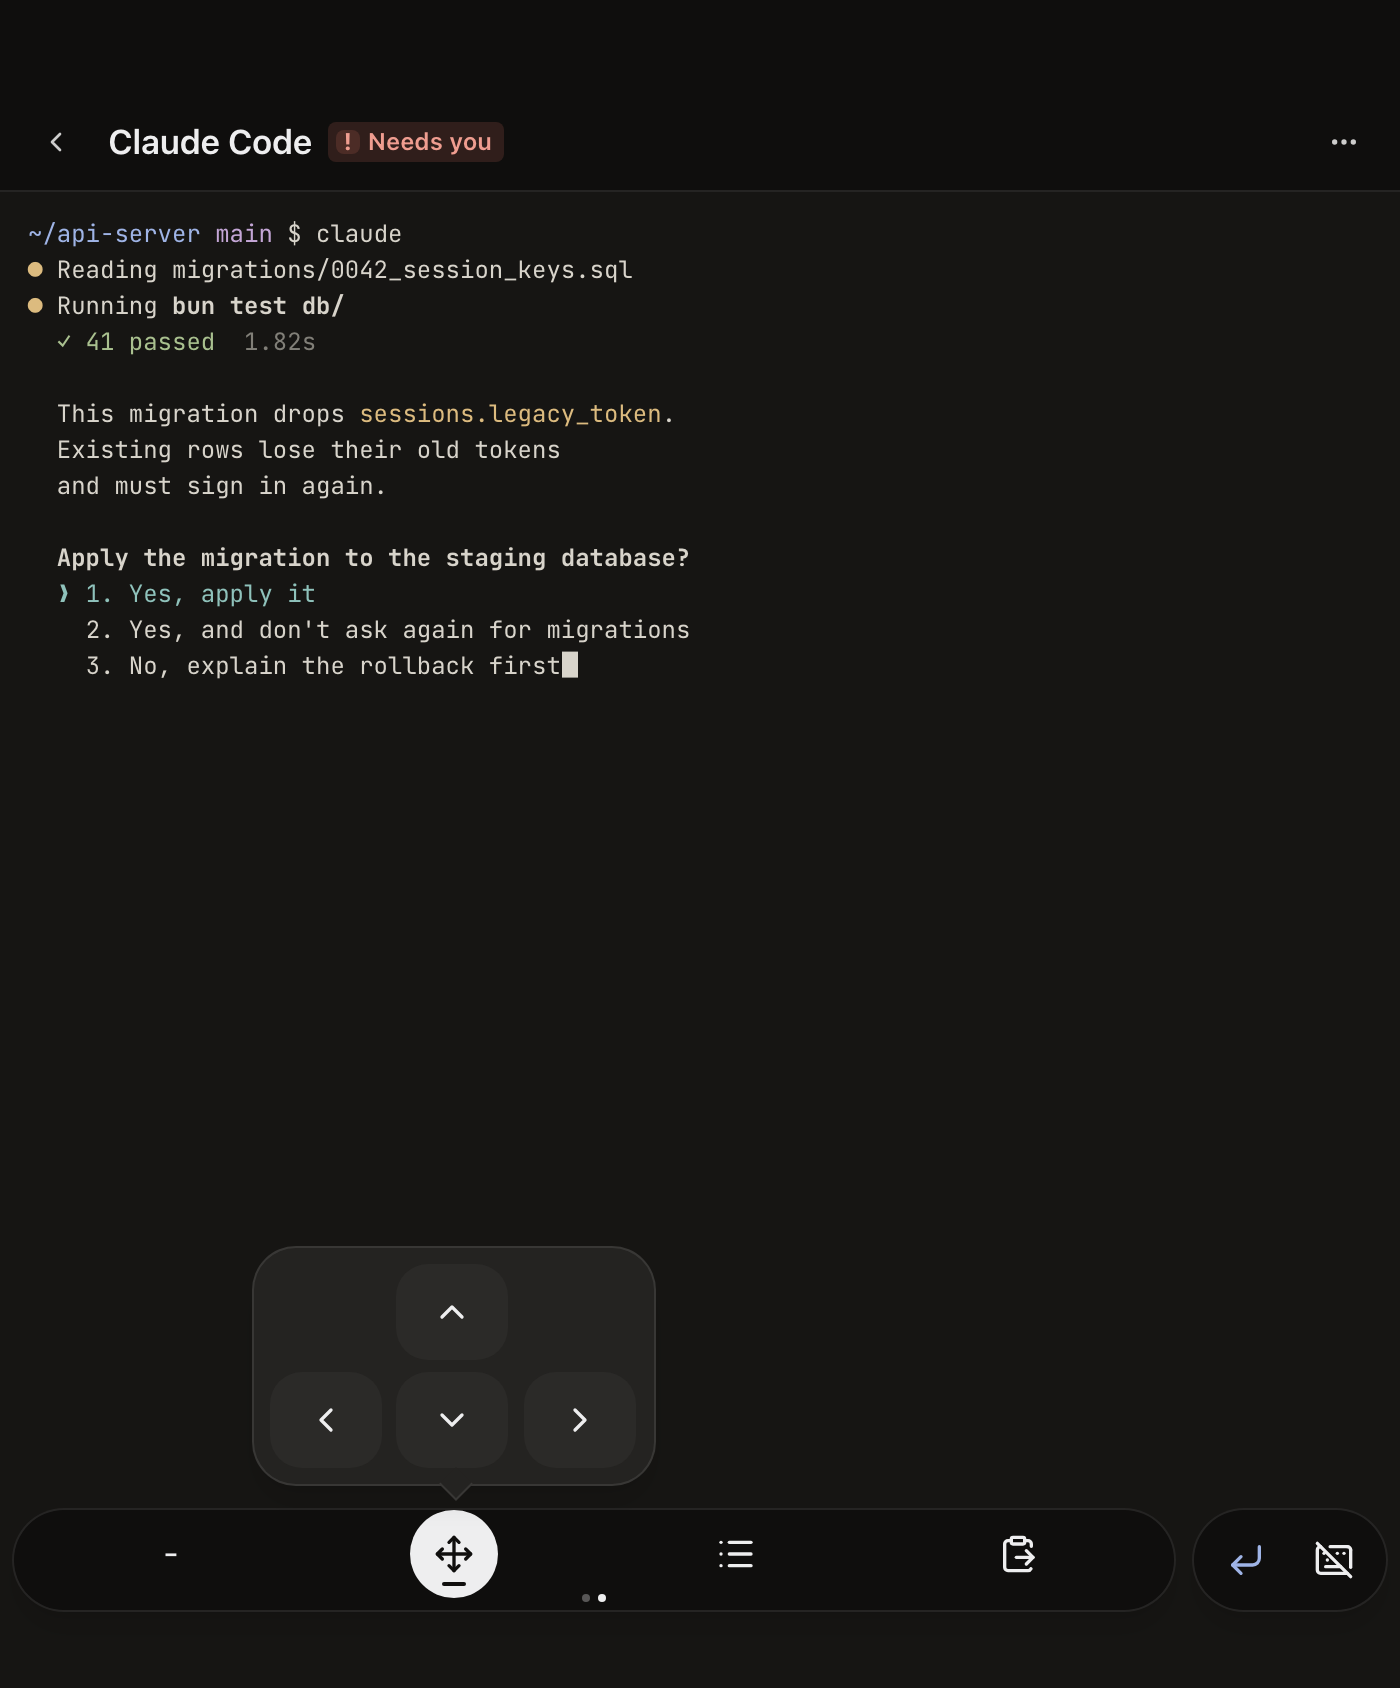 Claude Code ! Needs you
~/api-server main $ claude
● Reading migrations/0042_session_keys.sql
● Running bun test db/
✓ 41 passed 1.82s
This migration drops sessions.legacy_token.
Existing rows lose their old tokens
and must sign in again.
Apply the migration to the staging database?
❯ 1. Yes, apply it
2. Yes, and don't ask again for migrations
3. No, explain the rollback first
-